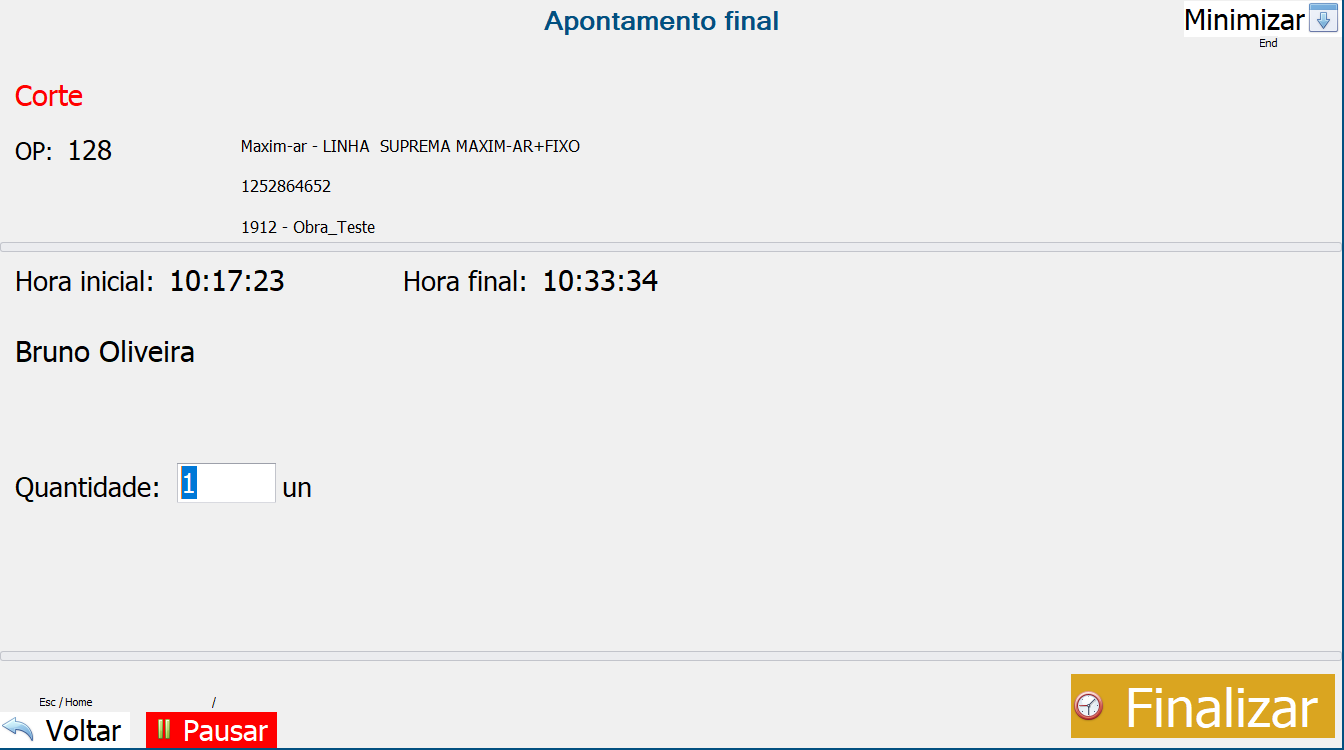 Apontamento final
Minimizar
End
Corte
OP: 128
Maxim-ar - LINHA  SUPREMA MAXIM-AR+FIXO
1252864652
1912 - Obra_Teste
Hora inicial: 10:17:23
Hora final: 10:33:34
Bruno Oliveira
Quantidade: 1 un
Esc / Home
/
Voltar
Pausar
Finalizar